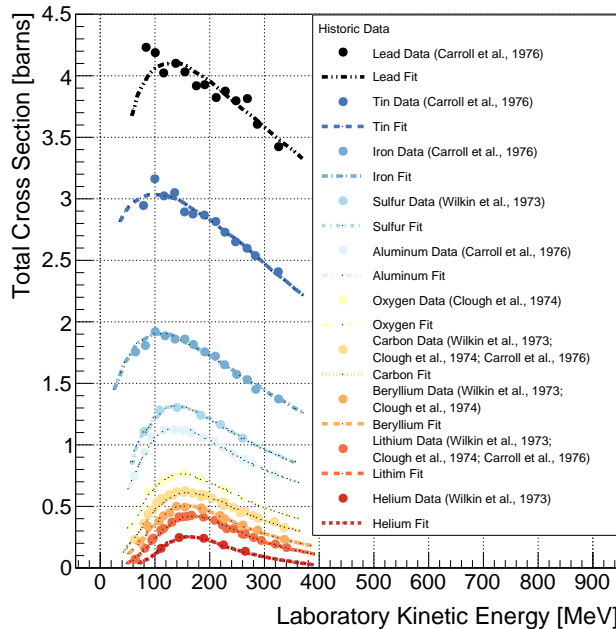 Total Cross Section [barns]
4.5
4
3.5
3
2.5
2
1.5
1
0.5
0
Historic Data
Lead Data (Carroll et al., 1976)
Lead Fit
Tin Data (Carroll et al., 1976)
Tin Fit
Iron Data (Carroll et al., 1976)
Iron Fit
Sulfur Data (Wilkin et al., 1973)
Sulfur Fit
Aluminum Data (Carroll et al., 1976)
Aluminum Fit
Oxygen Data (Clough et al., 1974)
Oxygen Fit
Carbon Data (Wilkin et al., 1973;
Clough et al., 1974; Carroll et al., 1976)
Carbon Fit
Beryllium Data (Wilkin et al., 1973;
Clough et al., 1974)
Beryllium Fit
Lithium Data (Wilkin et al., 1973;
Clough et al., 1974; Carroll et al., 1976)
Lithim Fit
Helium Data (Wilkin et al., 1973)
Helium Fit
0 100 200 300 400 500 600 700 800 900
Laboratory Kinetic Energy [MeV]